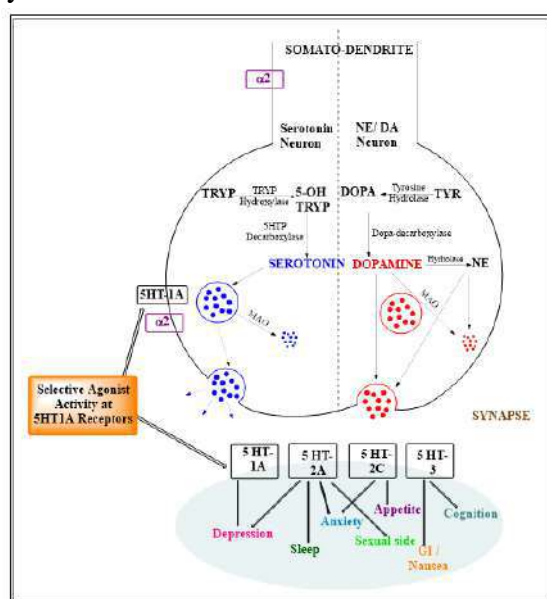 SOMATO-DENDRITE
α2
Serotonin
Neuron
NE/ DA
Neuron
TRYP
TRYP
Hydroxylase
5-OH
TRYP
DOPA
Tyrosine
Hydrolase
TYR
5HTP
Decarboxylase
Dopa-decarboxylase
SEROTONIN
DOPAMINE
Hydrolase
NE
5HT-1A
α2
MAO
MAO
Selective Agonist
Activity at
5HT1A Receptors
SYNAPSE
5 HT-
1A
5 HT-
2A
5 HT-
2C
5 HT-
3
Depression
Sleep
Anxiety
Appetite
Sexual side
GI /
Nausea
Cognition